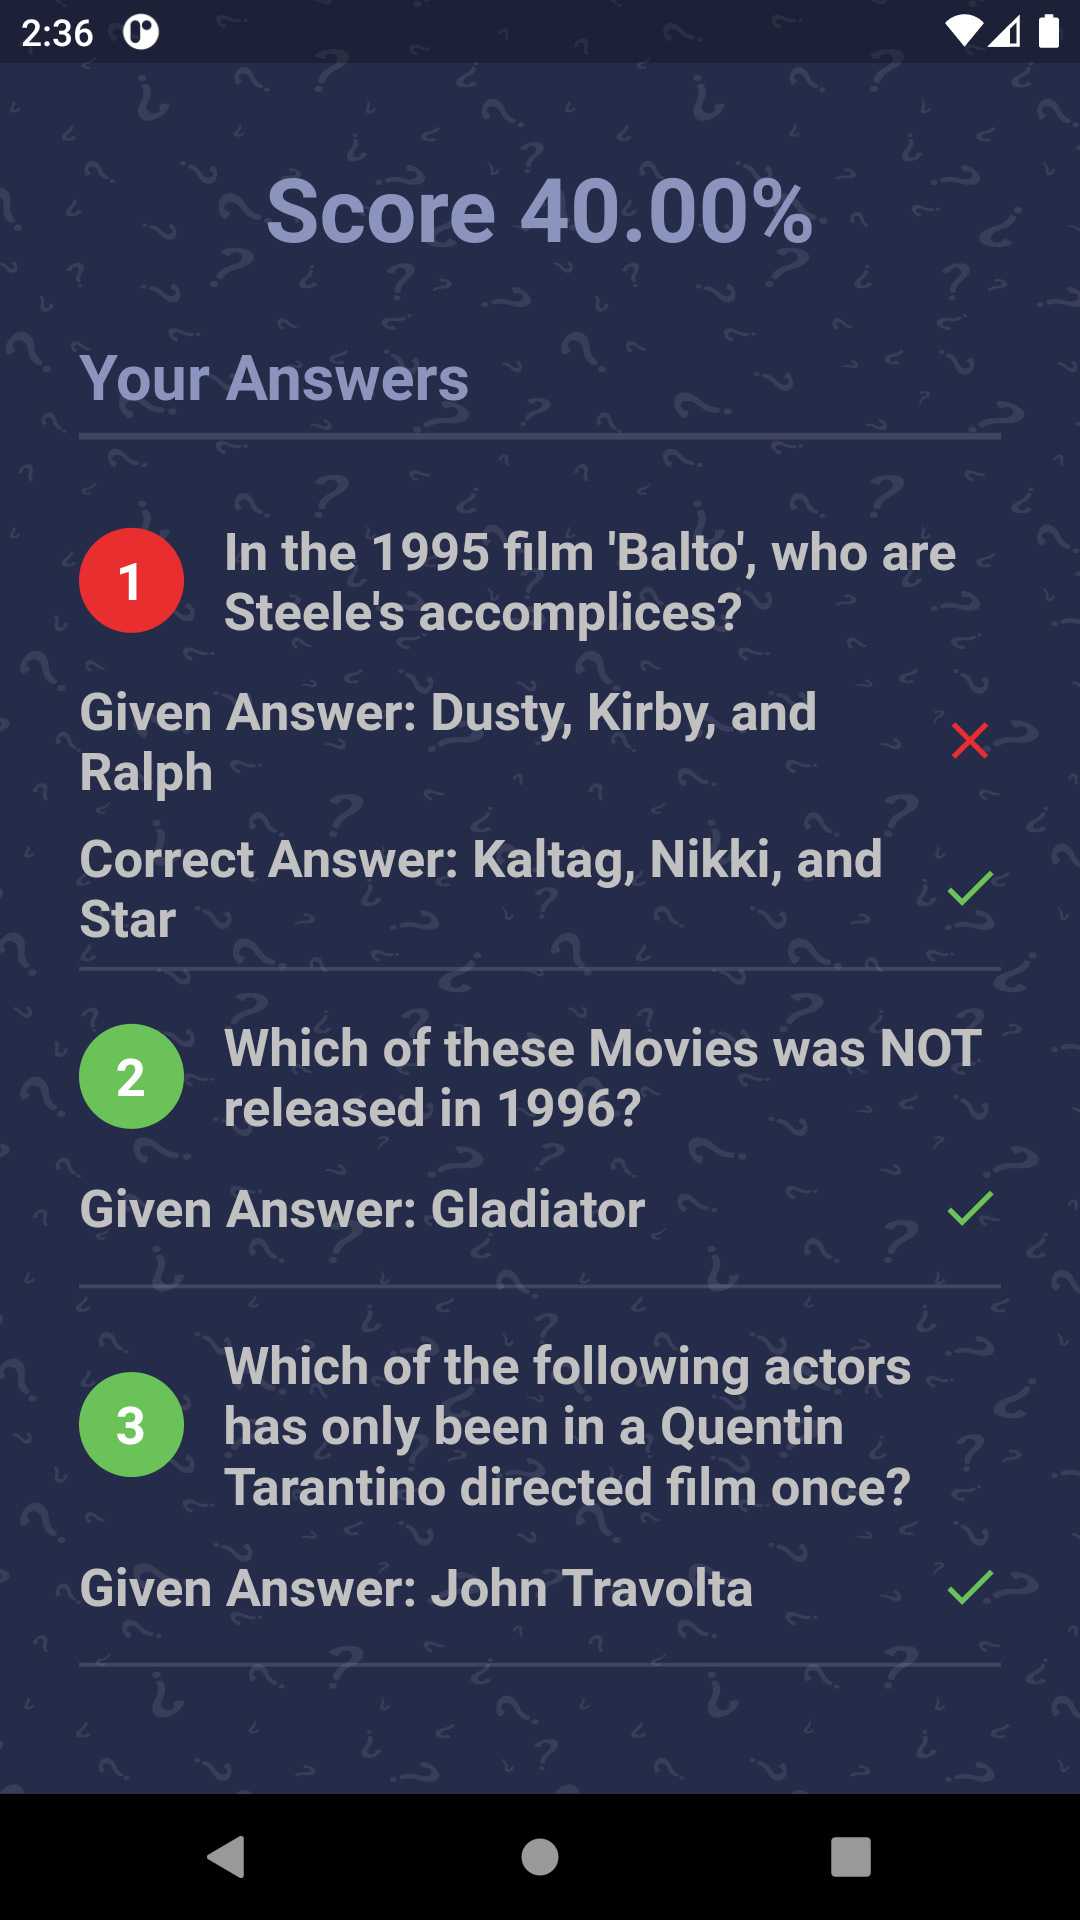 2:36
Score 40.00%
Your Answers
1
In the 1995 film 'Balto', who are
Steele's accomplices?
Given Answer: Dusty, Kirby, and
Ralph
Correct Answer: Kaltag, Nikki, and
Star
2
Which of these Movies was NOT
released in 1996?
Given Answer: Gladiator
3
Which of the following actors
has only been in a Quentin
Tarantino directed film once?
Given Answer: John Travolta